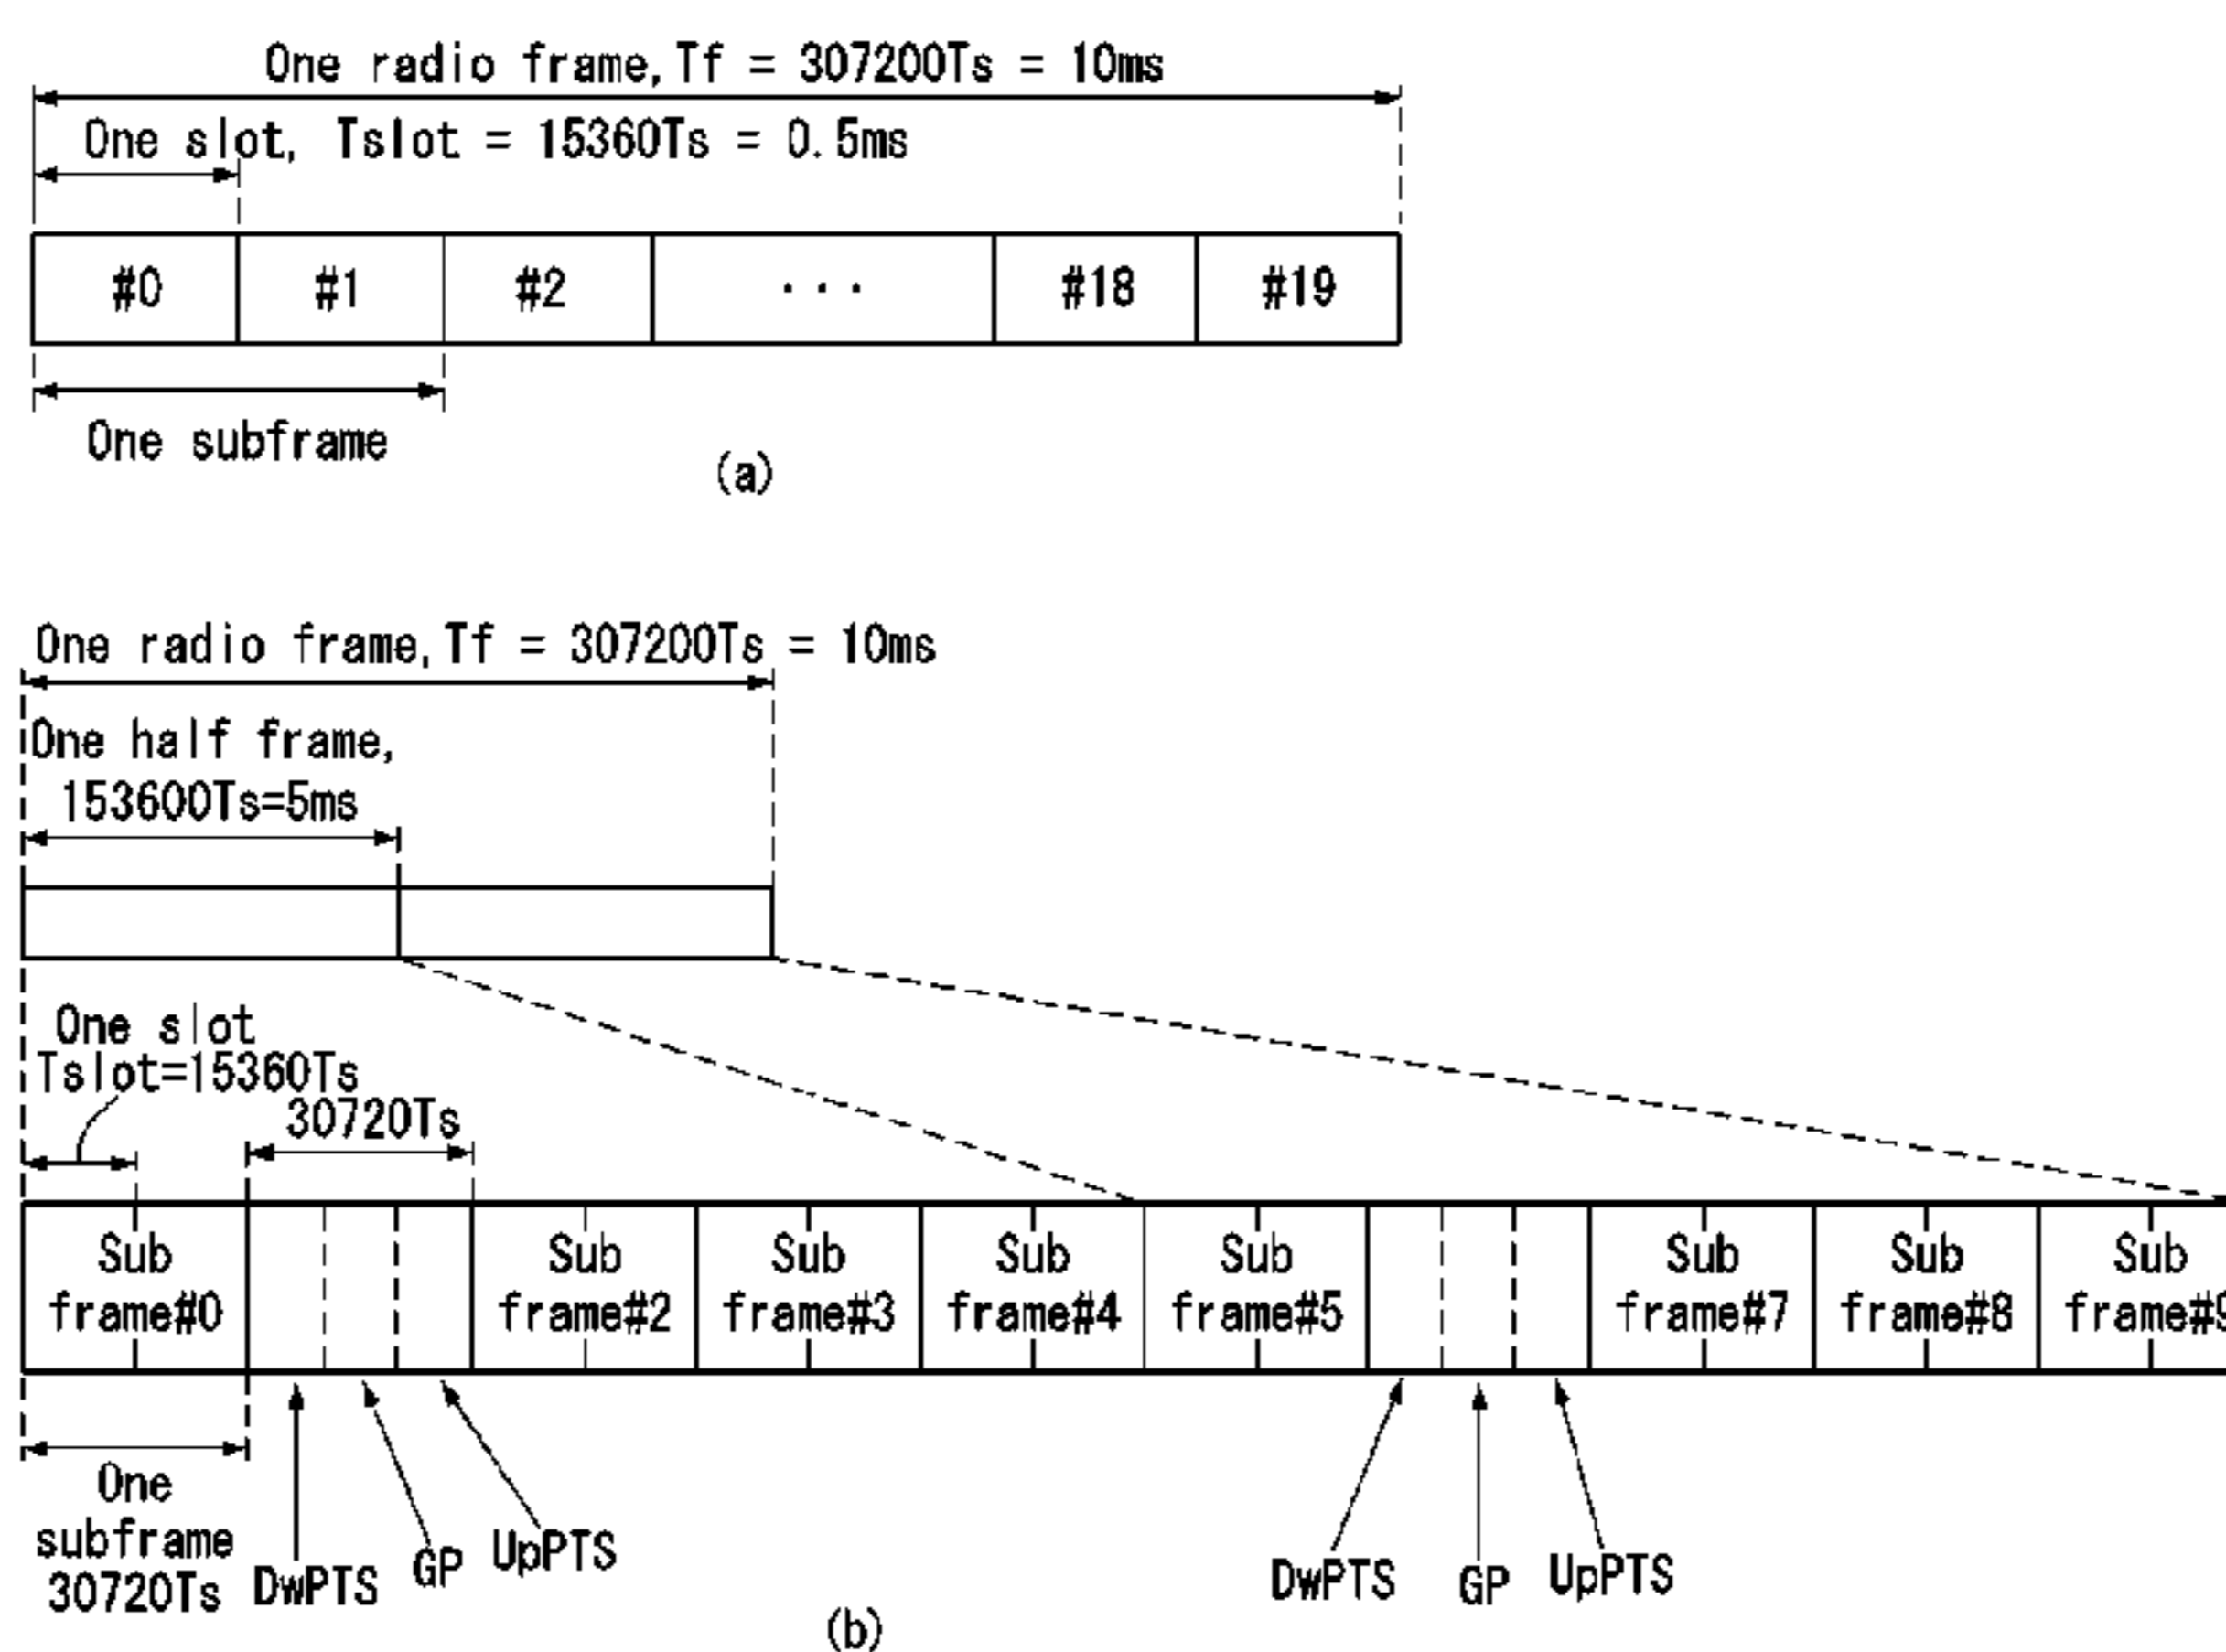 One radio frame, Tf = 307200Ts = 10ms
One slot, Tslot = 15360Ts = 0.5ms
#0 #1 #2 ... #18 #19
One subframe
(a)
One radio frame, Tf = 307200Ts = 10ms
One half frame,
153600Ts=5ms
One slot
Tslot=15360Ts
30720Ts
Sub Sub Sub Sub Sub Sub Sub Sub
frame#0 frame#2 frame#3 frame#4 frame#5 frame#7 frame#8 frame#9
One
subframe
30720Ts
DwPTS GP UpPTS
DwPTS GP UpPTS
(b)